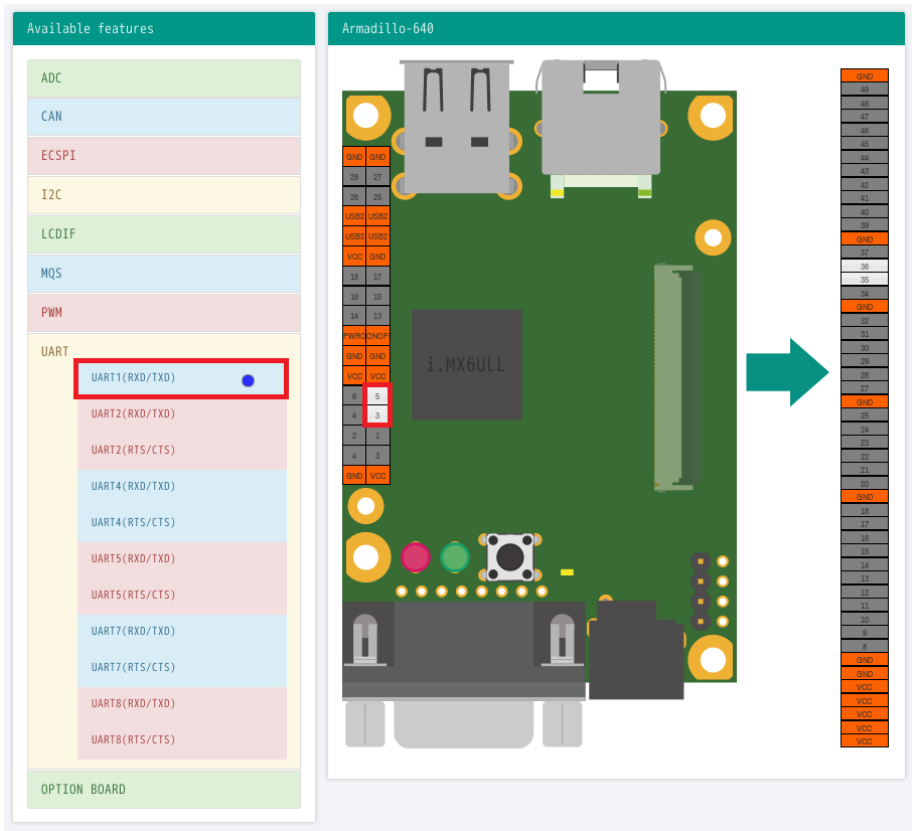 Available features
ADC
CAN
ECSPI
I2C
LCDIF
MQS
PWM
UART
UART1(RXD/TXD)
UART2(RXD/TXD)
UART2(RTS/CTS)
UART4(RXD/TXD)
UART4(RTS/CTS)
UART5(RXD/TXD)
UART5(RTS/CTS)
UART7(RXD/TXD)
UART7(RTS/CTS)
UART8(RXD/TXD)
UART8(RTS/CTS)
OPTION BOARD
Armadillo-640
GND GND
28 27
26 25
USB2 USB2
USB2 USB2
VCC GND
18 17
16 15
14 13
PWRO ONOF
GND GND
VCC VCC
6 5
4 3
2 1
4 3
GND VCC
i.MX6ULL
GND
49
48
47
46
45
44
43
42
41
40
39
GND
37
36
35
34
GND
32
31
30
29
28
27
GND
25
24
23
22
21
20
GND
18
17
16
15
14
13
12
11
10
9
8
GND
GND
VCC
VCC
VCC
VCC
VCC